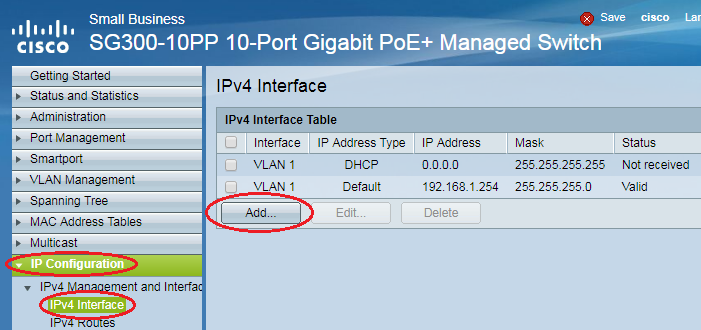 Small Business
Save cisco Lan
CISCO
SG300-10PP 10-Port Gigabit PoE+ Managed Switch
Getting Started
Status and Statistics
Administration
Port Management
Smartport
VLAN Management
Spanning Tree
MAC Address Tables
Multicast
IP Configuration
IPv4 Management and Interfac
IPv4 Interface
IPv4 Routes
IPv4 Interface
IPv4 Interface Table
Interface IP Address Type IP Address Mask Status
VLAN 1 DHCP 0.0.0.0 255.255.255.255 Not received
VLAN 1 Default 192.168.1.254 255.255.255.0 Valid
Add... Edit... Delete